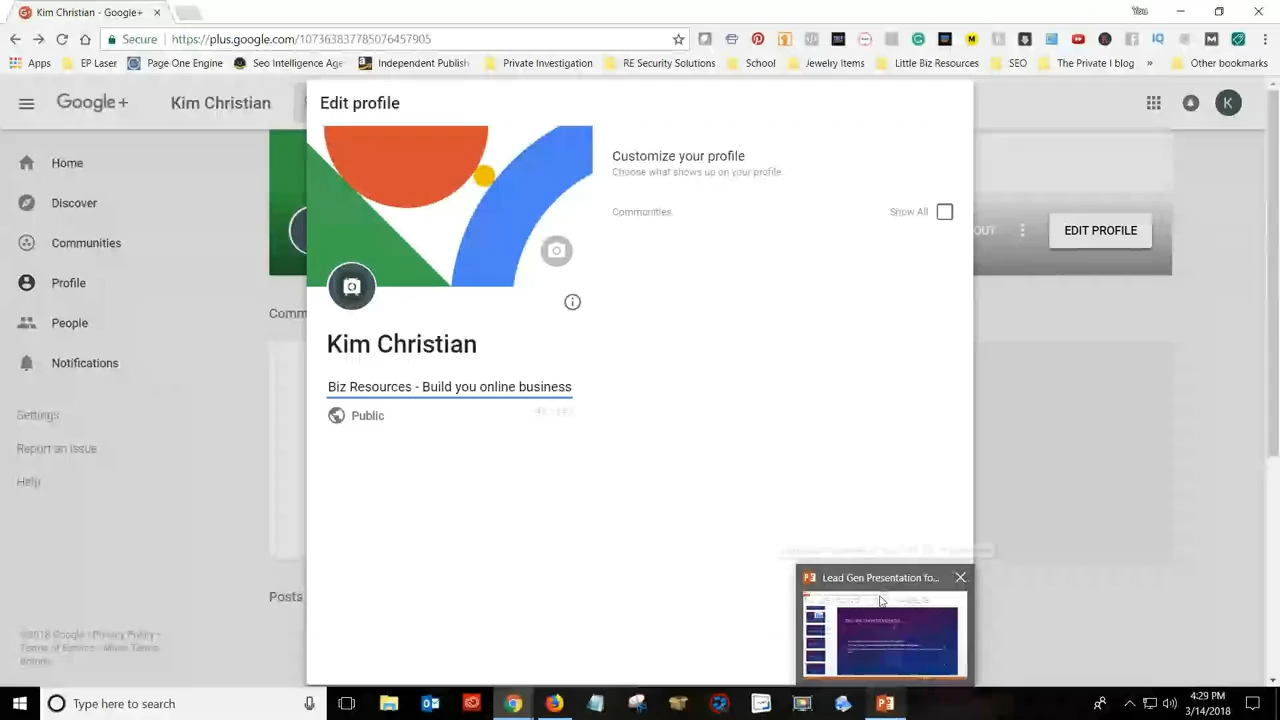 Kim Christian - Google+
You
Secure
https://plus.google.com/107363837785076457905
Apps
EP Leser
Page One Engine
Seo Intelligence Age
Independent Publish
Private Investigation
RE Security Solutions
School
Jewelry Items
Little Biz Resources
SEO
The Private I blog
»
Other bookmarks
Google+
Kim Christian
K
Edit profile
Home
Discover
Communities
Profile
People
Notifications
Settings
Report an issue
Help
Customize your profile
Choose what shows up on your profile.
Communities
Show All
OUT
EDIT PROFILE
Comm
Kim Christian
Biz Resources - Build you online business
Public
Posts
Lead Gen Presentation fo...
Type here to search
4:29 PM
3/14/2018